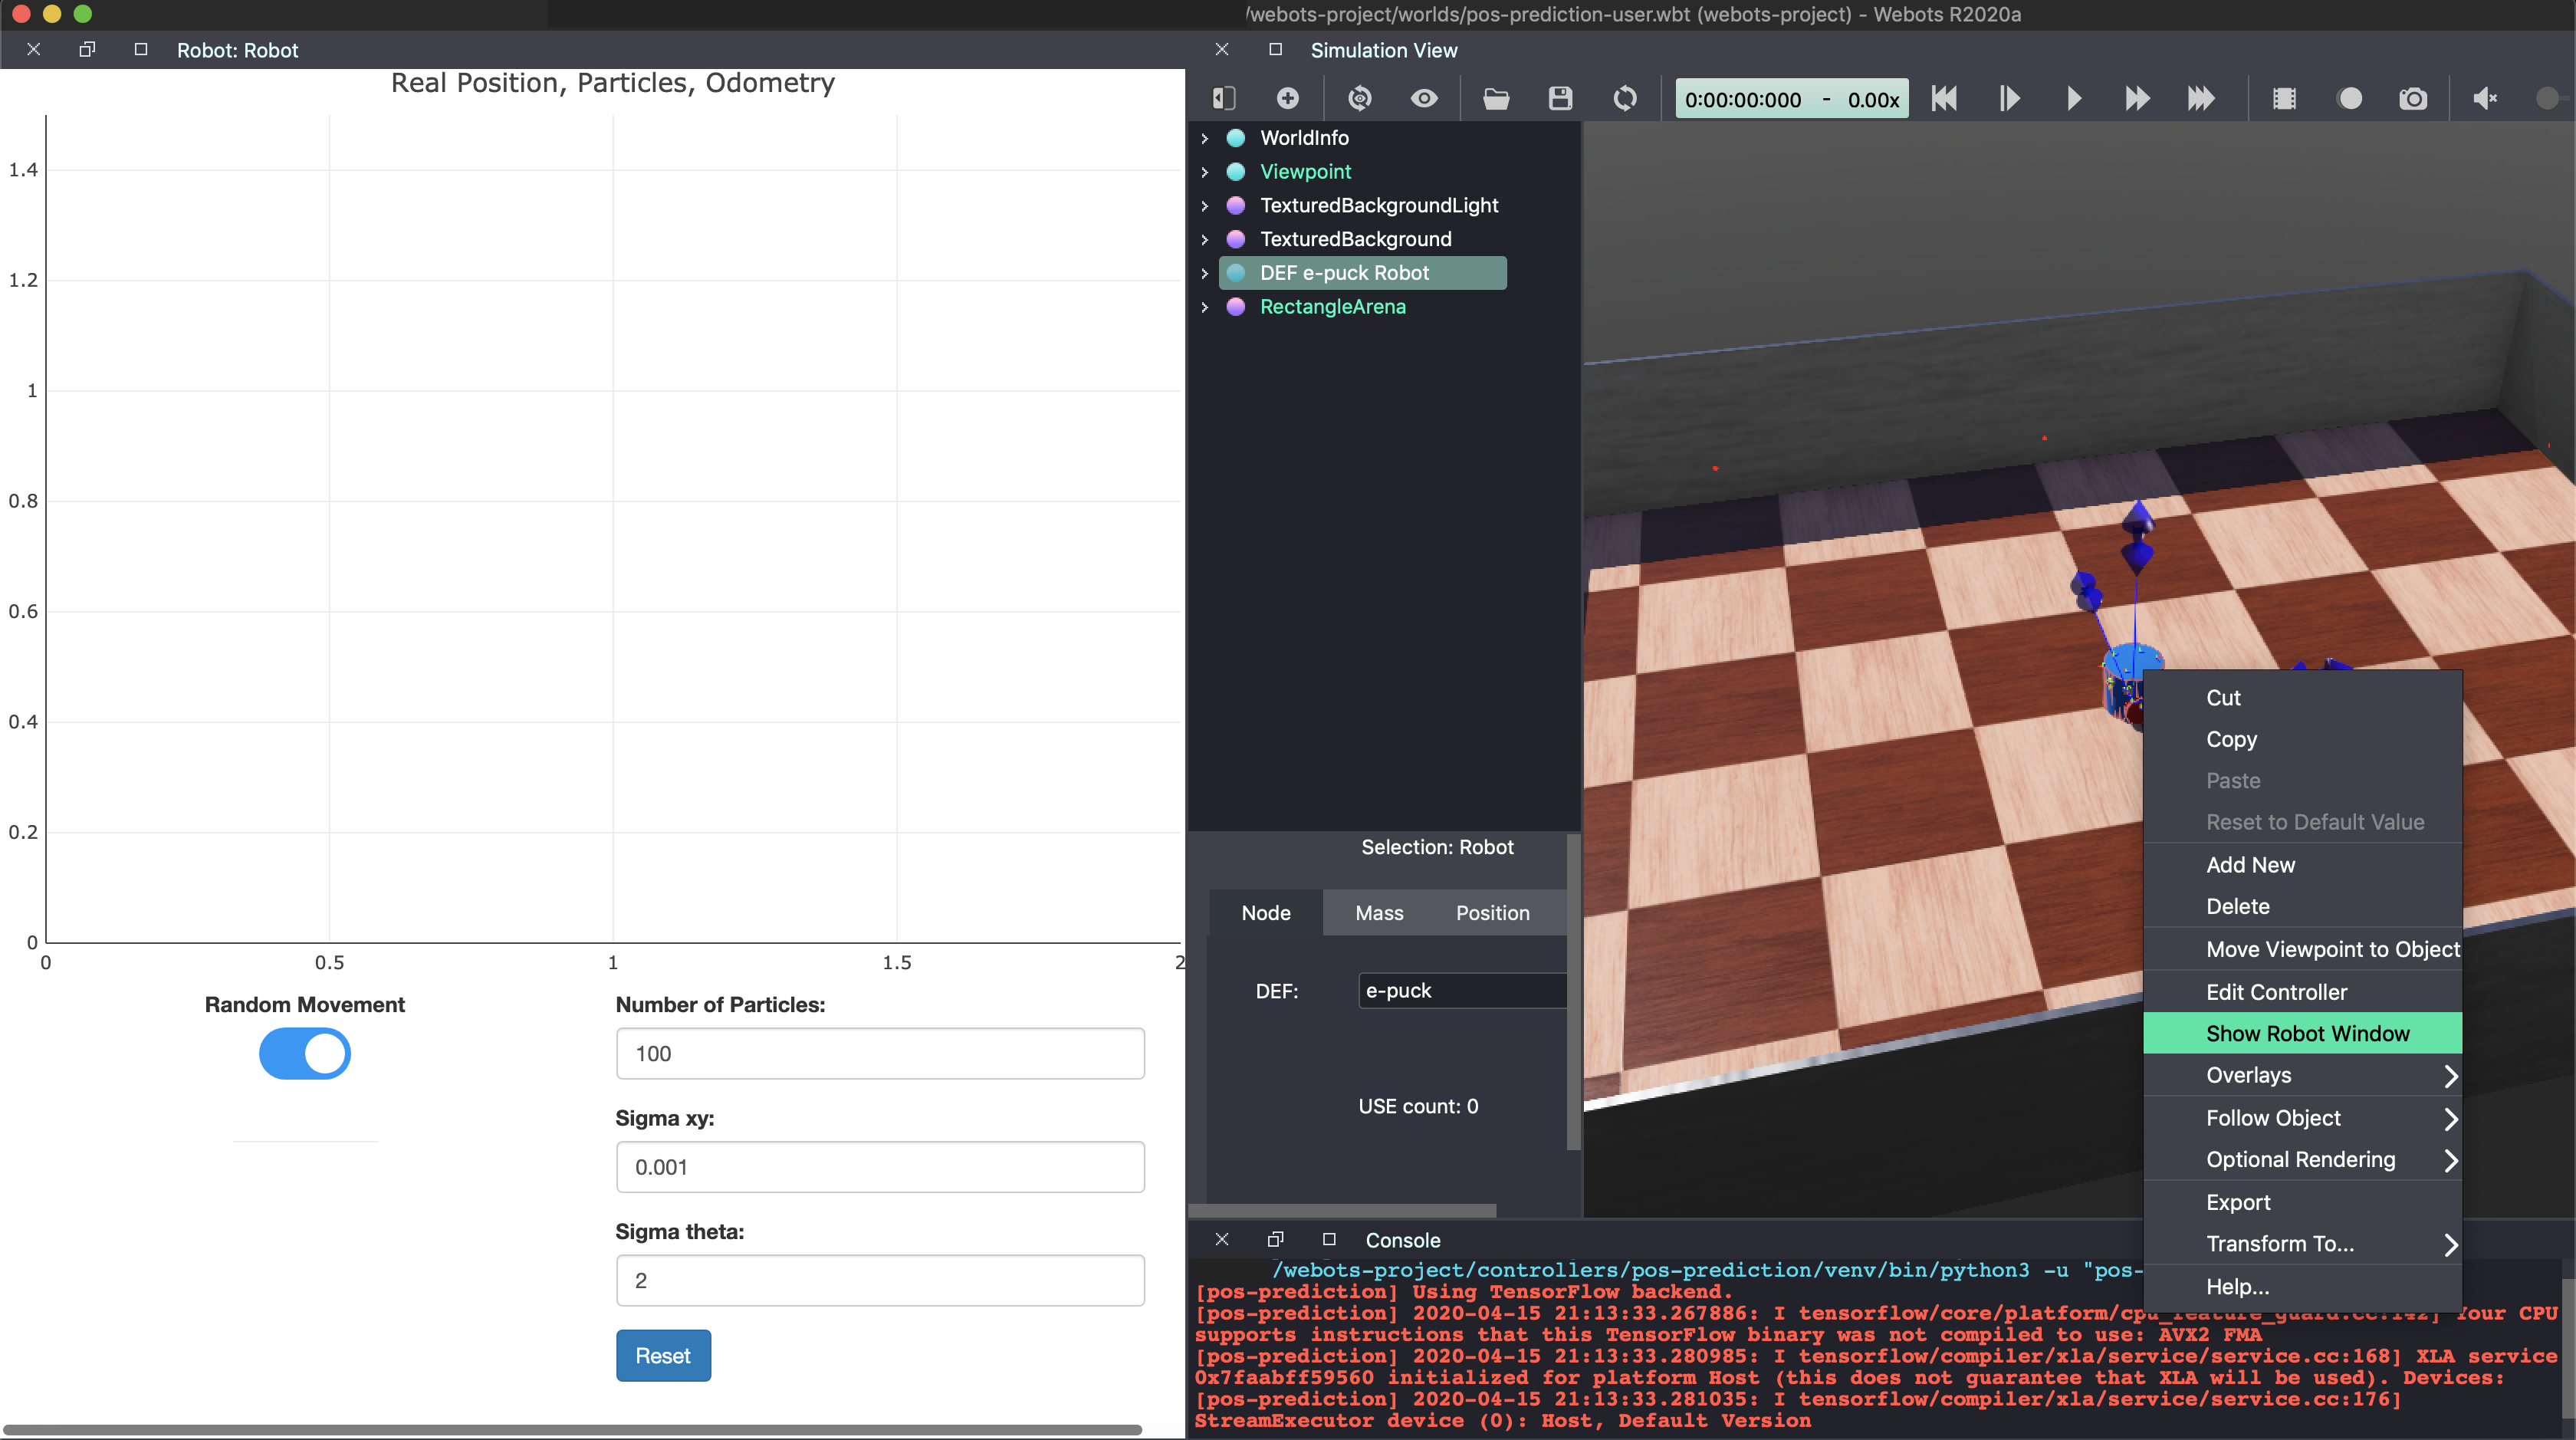 /webots-project/worlds/pos-prediction-user.wbt (webots-project) - Webots R2020a
Robot: Robot
Real Position, Particles, Odometry
1.4
1.2
1
0.8
0.6
0.4
0.2
0
0 0.5 1 1.5 2
Random Movement
Number of Particles:
100
Sigma xy:
0.001
Sigma theta:
2
Reset
Simulation View
0:00:00:000 - 0.00x
WorldInfo
Viewpoint
TexturedBackgroundLight
TexturedBackground
DEF e-puck Robot
RectangleArena
Selection: Robot
Node Mass Position
DEF: e-puck
USE count: 0
Cut
Copy
Paste
Reset to Default Value
Add New
Delete
Move Viewpoint to Object
Edit Controller
Show Robot Window
Overlays
Follow Object
Optional Rendering
Export
Transform To...
Help...
Console
/webots-project/controllers/pos-prediction/venv/bin/python3 -u "pos-
[pos-prediction] Using TensorFlow backend.
[pos-prediction] 2020-04-15 21:13:33.267886: I tensorflow/core/platform/cpu_feature_guard.cc:142] Your CPU
supports instructions that this TensorFlow binary was not compiled to use: AVX2 FMA
[pos-prediction] 2020-04-15 21:13:33.280985: I tensorflow/compiler/xla/service/service.cc:168] XLA service
0x7faabff59560 initialized for platform Host (this does not guarantee that XLA will be used). Devices:
[pos-prediction] 2020-04-15 21:13:33.281035: I tensorflow/compiler/xla/service/service.cc:176]
StreamExecutor device (0): Host, Default Version